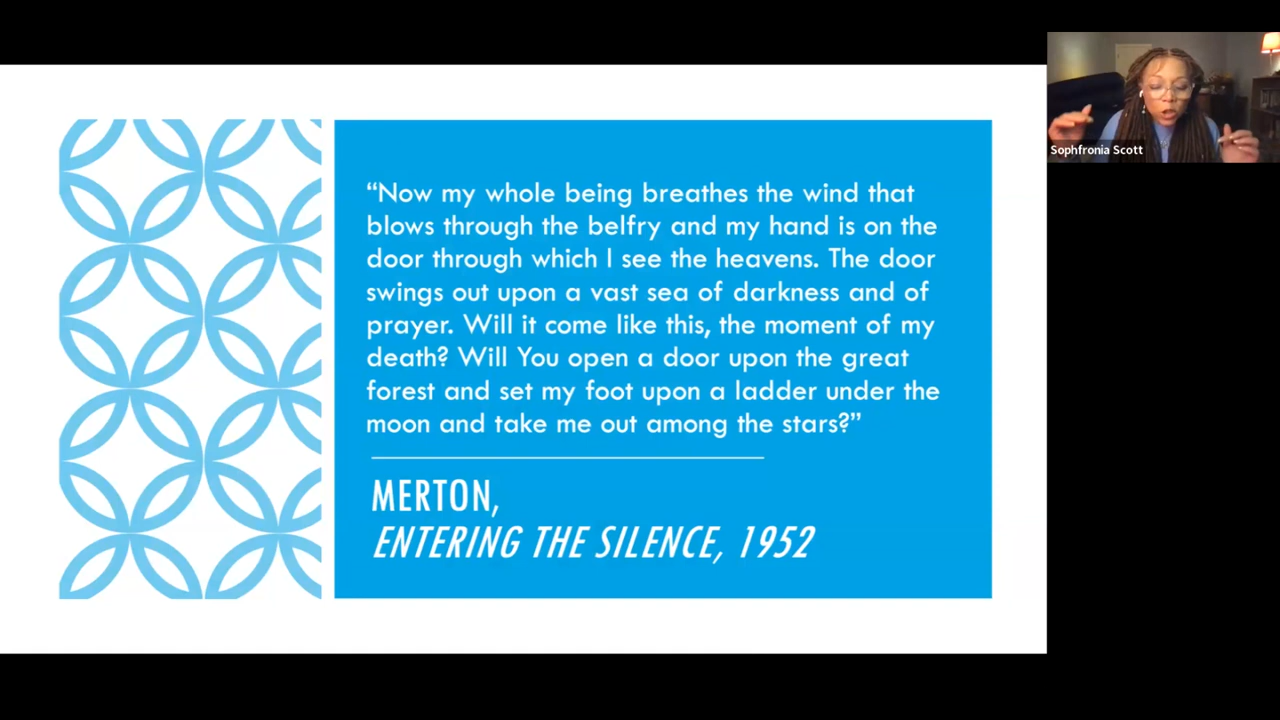 “Now my whole being breathes the wind that
blows through the belfry and my hand is on the
door through which I see the heavens. The door
swings out upon a vast sea of darkness and of
prayer. Will it come like this, the moment of my
death? Will You open a door upon the great
forest and set my foot upon a ladder under the
moon and take me out among the stars?”
MERTON,
ENTERING THE SILENCE, 1952
Sophfronia Scott